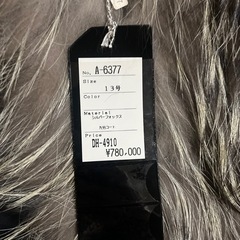 No. A-6377
Size
13号
Color
Material
シルバーフォックス
Price
DH-4910
¥780,000